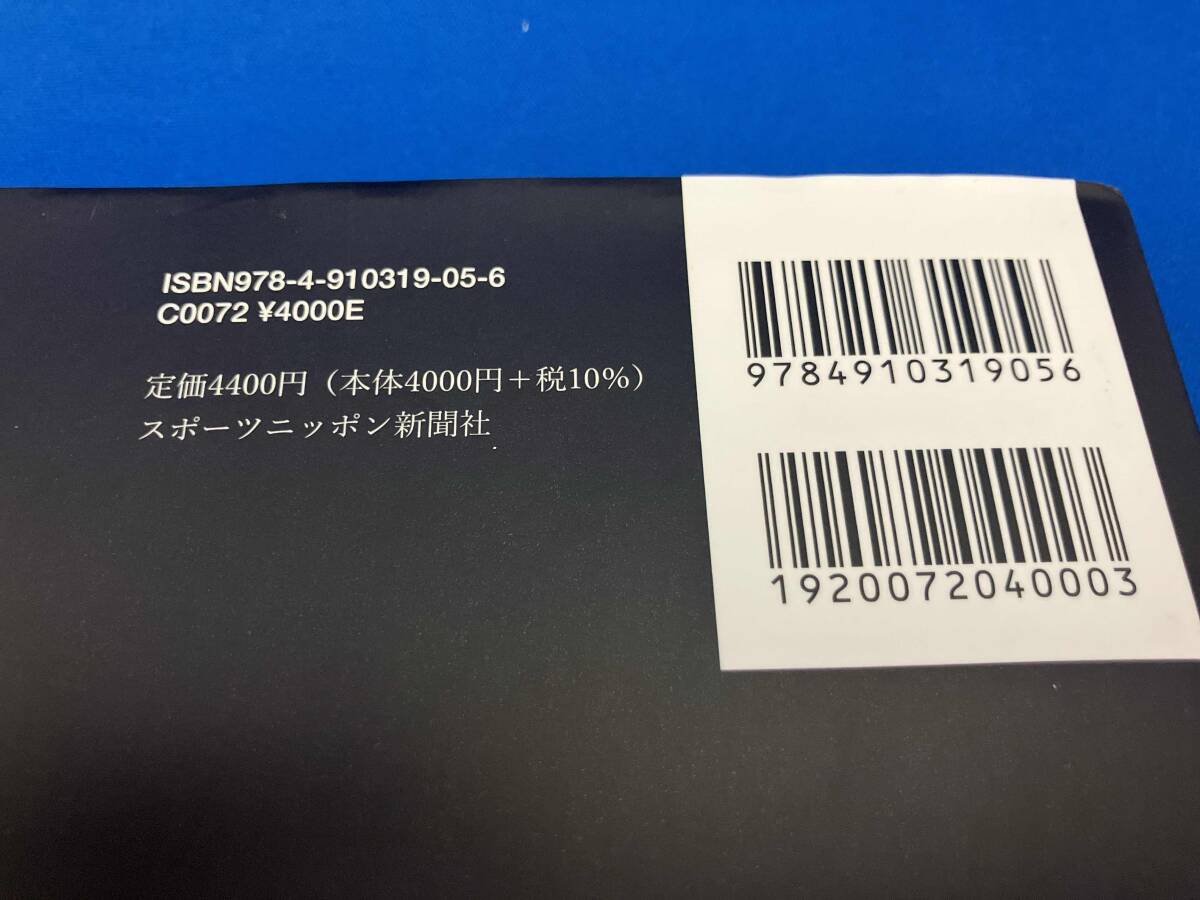 ISBN978-4-910319-05-6
C0072 ¥4000E
定価4400円（本体4000円＋税10%）
スポーツニッポン新聞社
9784910319056
1920072040003